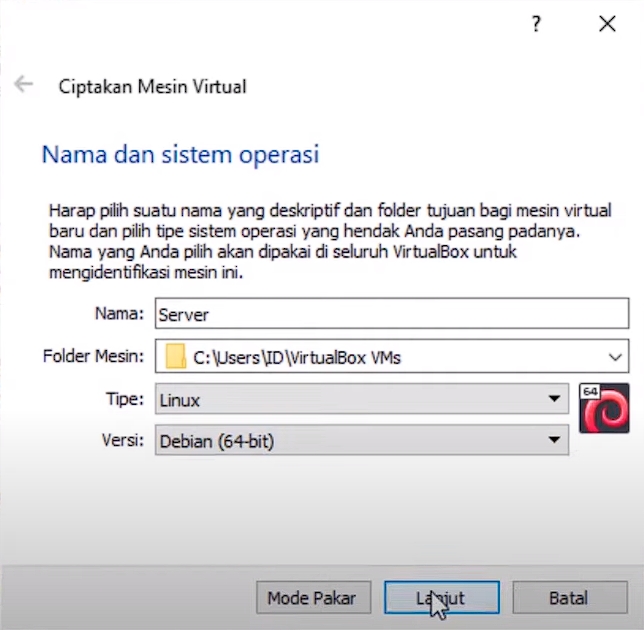 ?
Ciptakan Mesin Virtual
Nama dan sistem operasi
Harap pilih suatu nama yang deskriptif dan folder tujuan bagi mesin virtual
baru dan pilih tipe sistem operasi yang hendak Anda pasang padanya.
Nama yang Anda pilih akan dipakai di seluruh VirtualBox untuk
mengidentifikasi mesin ini.
Nama: Server
Folder Mesin: C:\Users\ID\VirtualBox VMs
Tipe: Linux
64
Versi: Debian (64-bit)
Mode Pakar Lanjut Batal